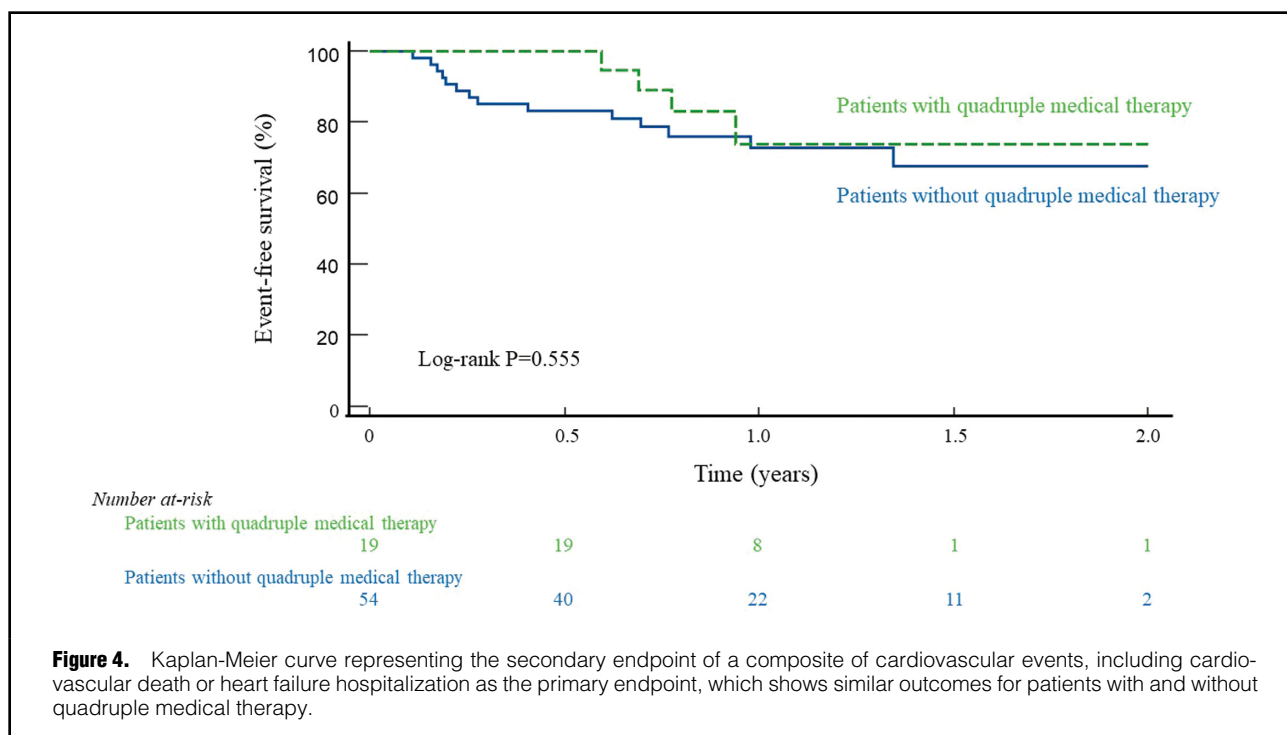 100
80
60
40
20
0
Event-free survival (%)
Patients with quadruple medical therapy
Patients without quadruple medical therapy
Log-rank P=0.555
0 0.5 1.0 1.5 2.0
Time (years)
Number at-risk
Patients with quadruple medical therapy
19 19 8 1 1
Patients without quadruple medical therapy
54 40 22 11 2
Figure 4. Kaplan-Meier curve representing the secondary endpoint of a composite of cardiovascular events, including cardio-
vascular death or heart failure hospitalization as the primary endpoint, which shows similar outcomes for patients with and without
quadruple medical therapy.